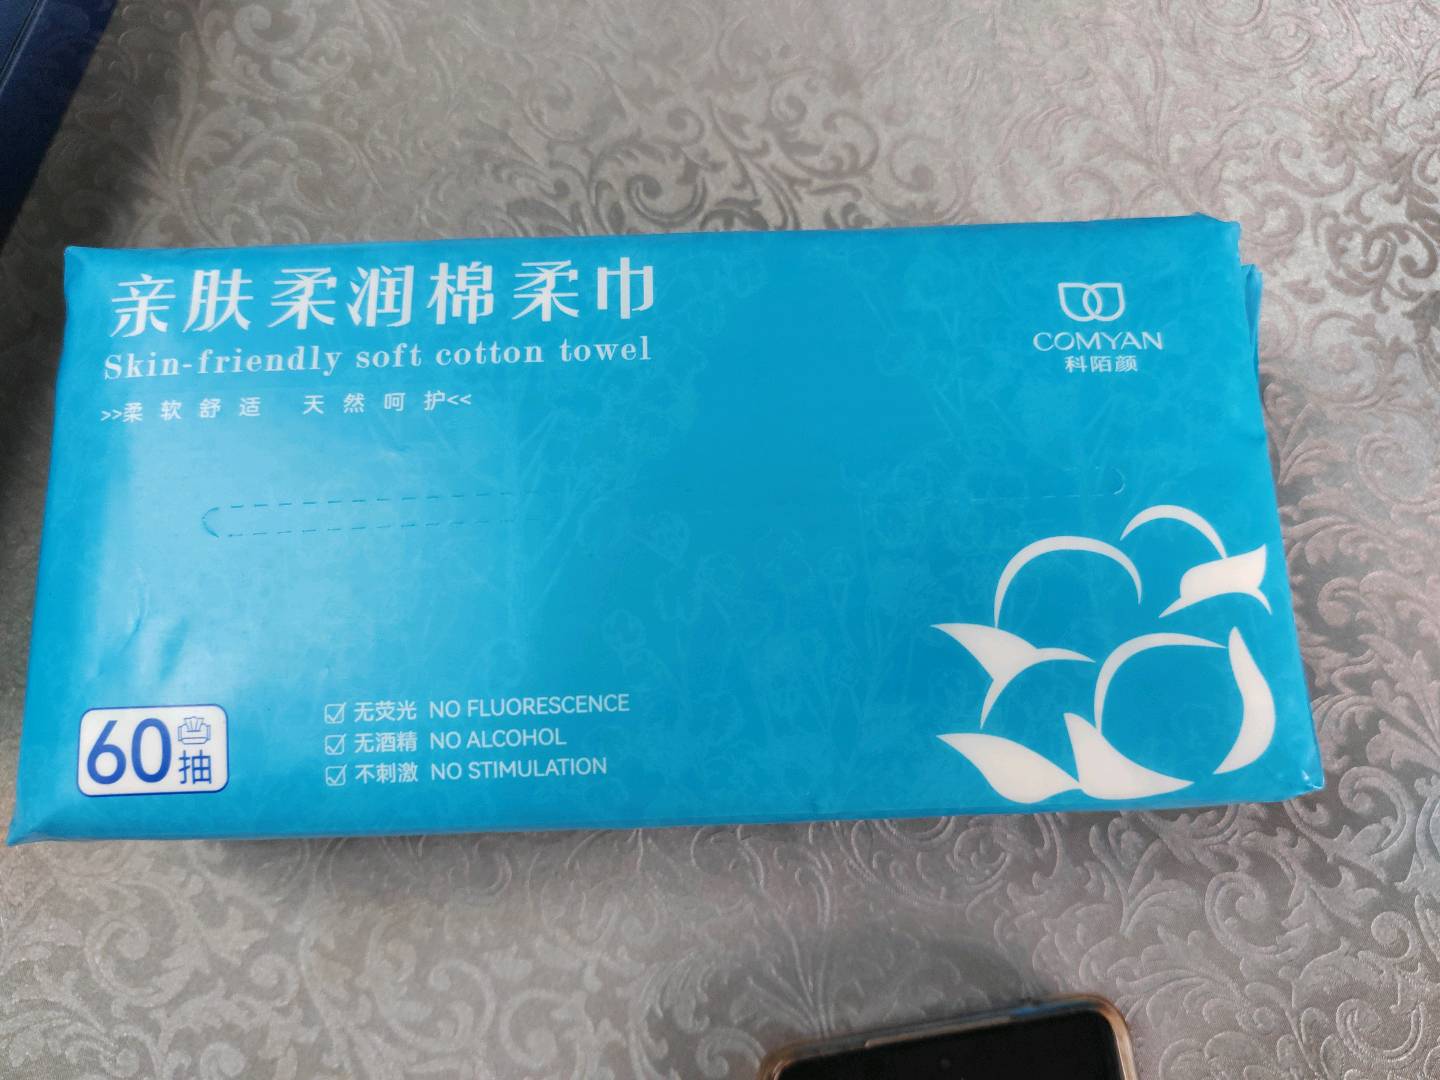 亲肤柔润棉柔巾
Skin-friendly soft cotton towel
>>柔软舒适 天然呵护<<
COMYAN
科陌颜
60抽
无荧光 NO FLUORESCENCE
无酒精 NO ALCOHOL
不刺激 NO STIMULATION